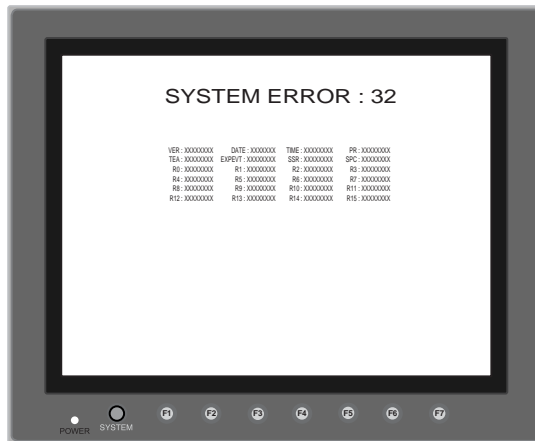 SYSTEM ERROR : 32
VER : XXXXXXXX DATE : XXXXXXX TIME : XXXXXXXX PR : XXXXXXXX
TEA : XXXXXXXX EXPEVT : XXXXXXXX SSR : XXXXXXXX SPC : XXXXXXXX
R0 : XXXXXXXX R1 : XXXXXXXX R2 : XXXXXXXX R3 : XXXXXXXX
R4 : XXXXXXXX R5 : XXXXXXXX R6 : XXXXXXXX R7 : XXXXXXXX
R8 : XXXXXXXX R9 : XXXXXXXX R10 : XXXXXXXX R11 : XXXXXXXX
R12 : XXXXXXXX R13 : XXXXXXXX R14 : XXXXXXXX R15 : XXXXXXXX
F1 F2 F3 F4 F5 F6 F7
POWER SYSTEM